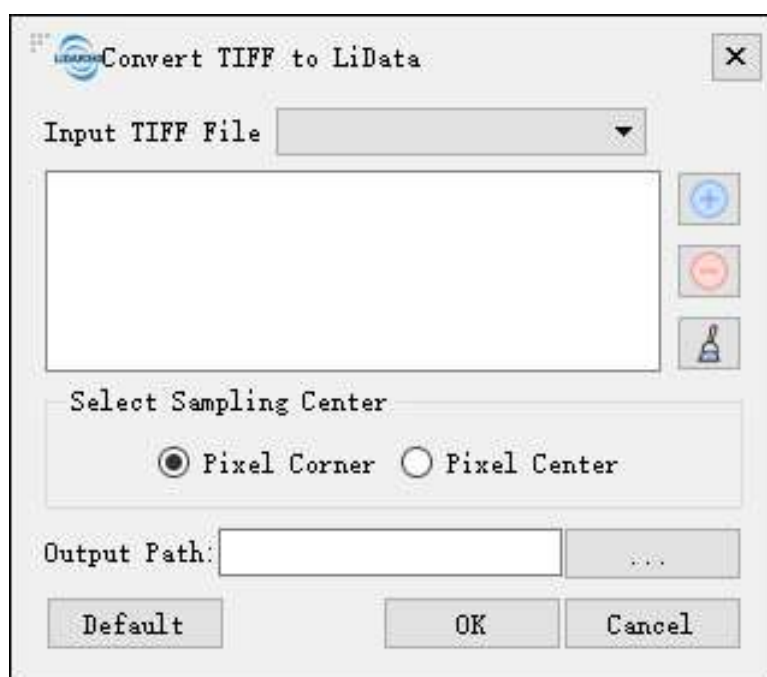 Convert TIFF to LiData
Input TIFF File
Select Sampling Center
Pixel Corner Pixel Center
Output Path: ...
Default OK Cancel